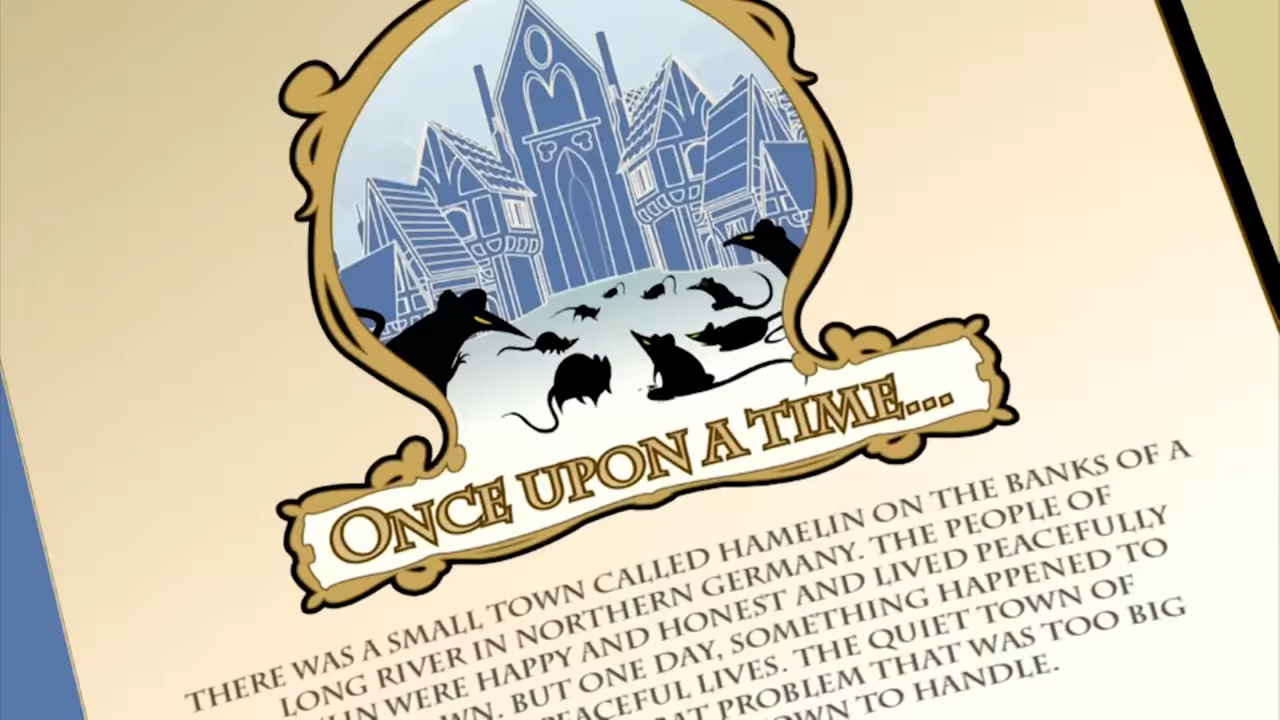 ONCE UPON A TIME...
THERE WAS A SMALL TOWN CALLED HAMELIN ON THE BANKS OF A
LONG RIVER IN NORTHERN GERMANY. THE PEOPLE OF
WERE HAPPY AND HONEST AND LIVED PEACEFULLY
BUT ONE DAY, SOMETHING HAPPENED TO
LIVES. THE QUIET TOWN OF
PROBLEM THAT WAS TOO BIG
TO HANDLE.